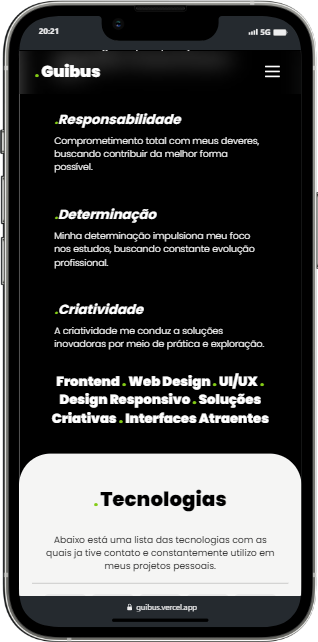 20:21
5G
.Guibus
.Responsabilidade
Comprometimento total com meus deveres,
buscando contribuir da melhor forma
possível.
.Determinação
Minha determinação impulsiona meu foco
nos estudos, buscando constante evolução
profissional.
.Criatividade
A criatividade me conduz a soluções
inovadoras por meio de prática e exploração.
Frontend . Web Design . UI/UX .
Design Responsivo . Soluções
Criativas . Interfaces Atraentes
.Tecnologias
Abaixo está uma lista das tecnologias com as
quais ja tive contato e constantemente utilizo em
meus projetos pessoais.
guibus.vercel.app